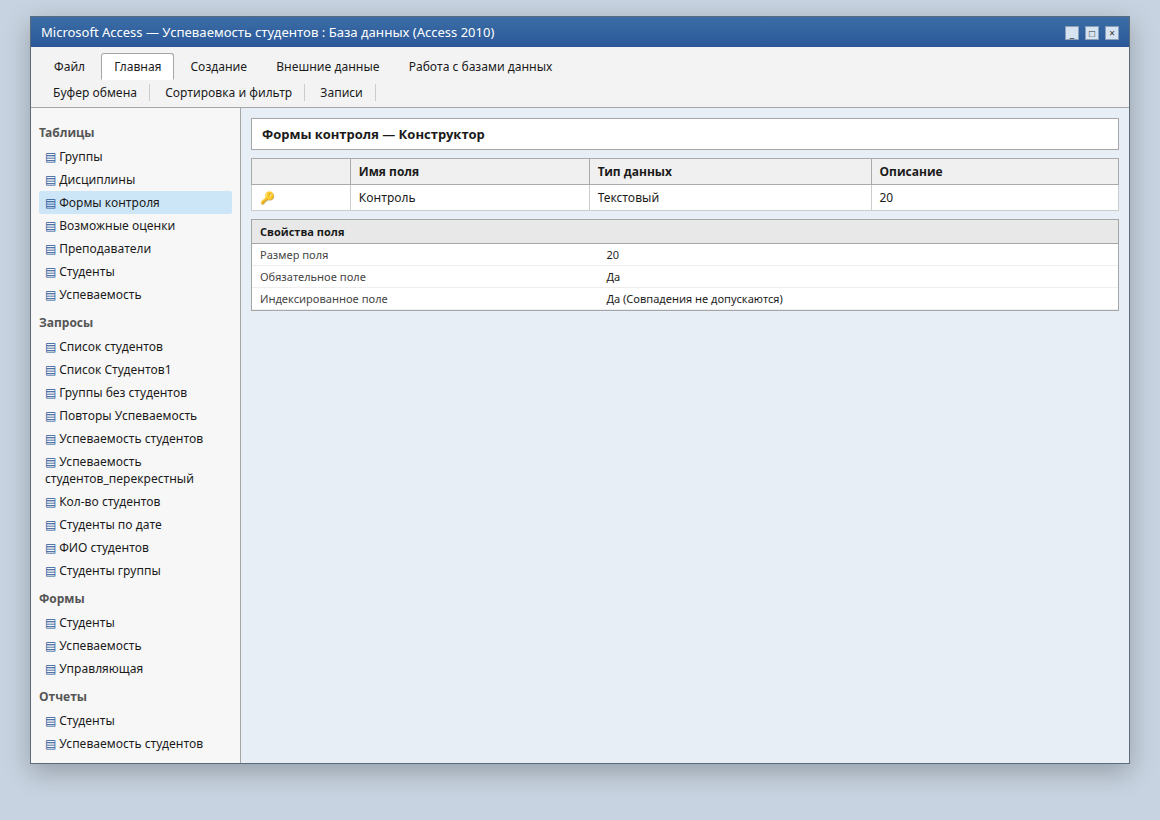 Microsoft Access — Успеваемость студентов : База данных (Access 2010)
Файл Главная Создание Внешние данные Работа с базами данных
Буфер обмена Сортировка и фильтр Записи
Таблицы
Группы
Дисциплины
Формы контроля
Возможные оценки
Преподаватели
Студенты
Успеваемость
Запросы
Список студентов
Список Студентов1
Группы без студентов
Повторы Успеваемость
Успеваемость студентов
Успеваемость
студентов_перекрестный
Кол-во студентов
Студенты по дате
ФИО студентов
Студенты группы
Формы
Студенты
Успеваемость
Управляющая
Отчеты
Студенты
Успеваемость студентов
Формы контроля — Конструктор
Имя поля Тип данных Описание
Контроль Текстовый 20
Свойства поля
Размер поля 20
Обязательное поле Да
Индексированное поле Да (Совпадения не допускаются)